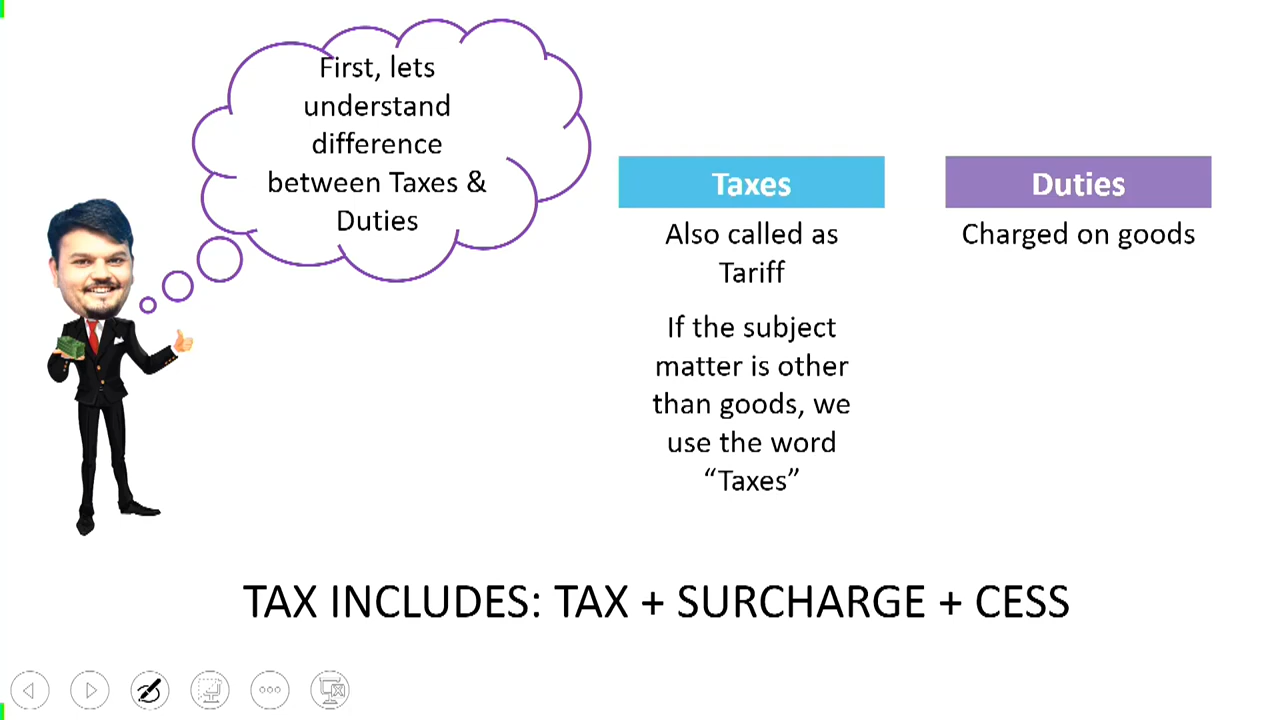 First, lets
understand
difference
between Taxes &
Duties
Taxes
Also called as
Tariff
If the subject
matter is other
than goods, we
use the word
“Taxes”
Duties
Charged on goods
TAX INCLUDES: TAX + SURCHARGE + CESS